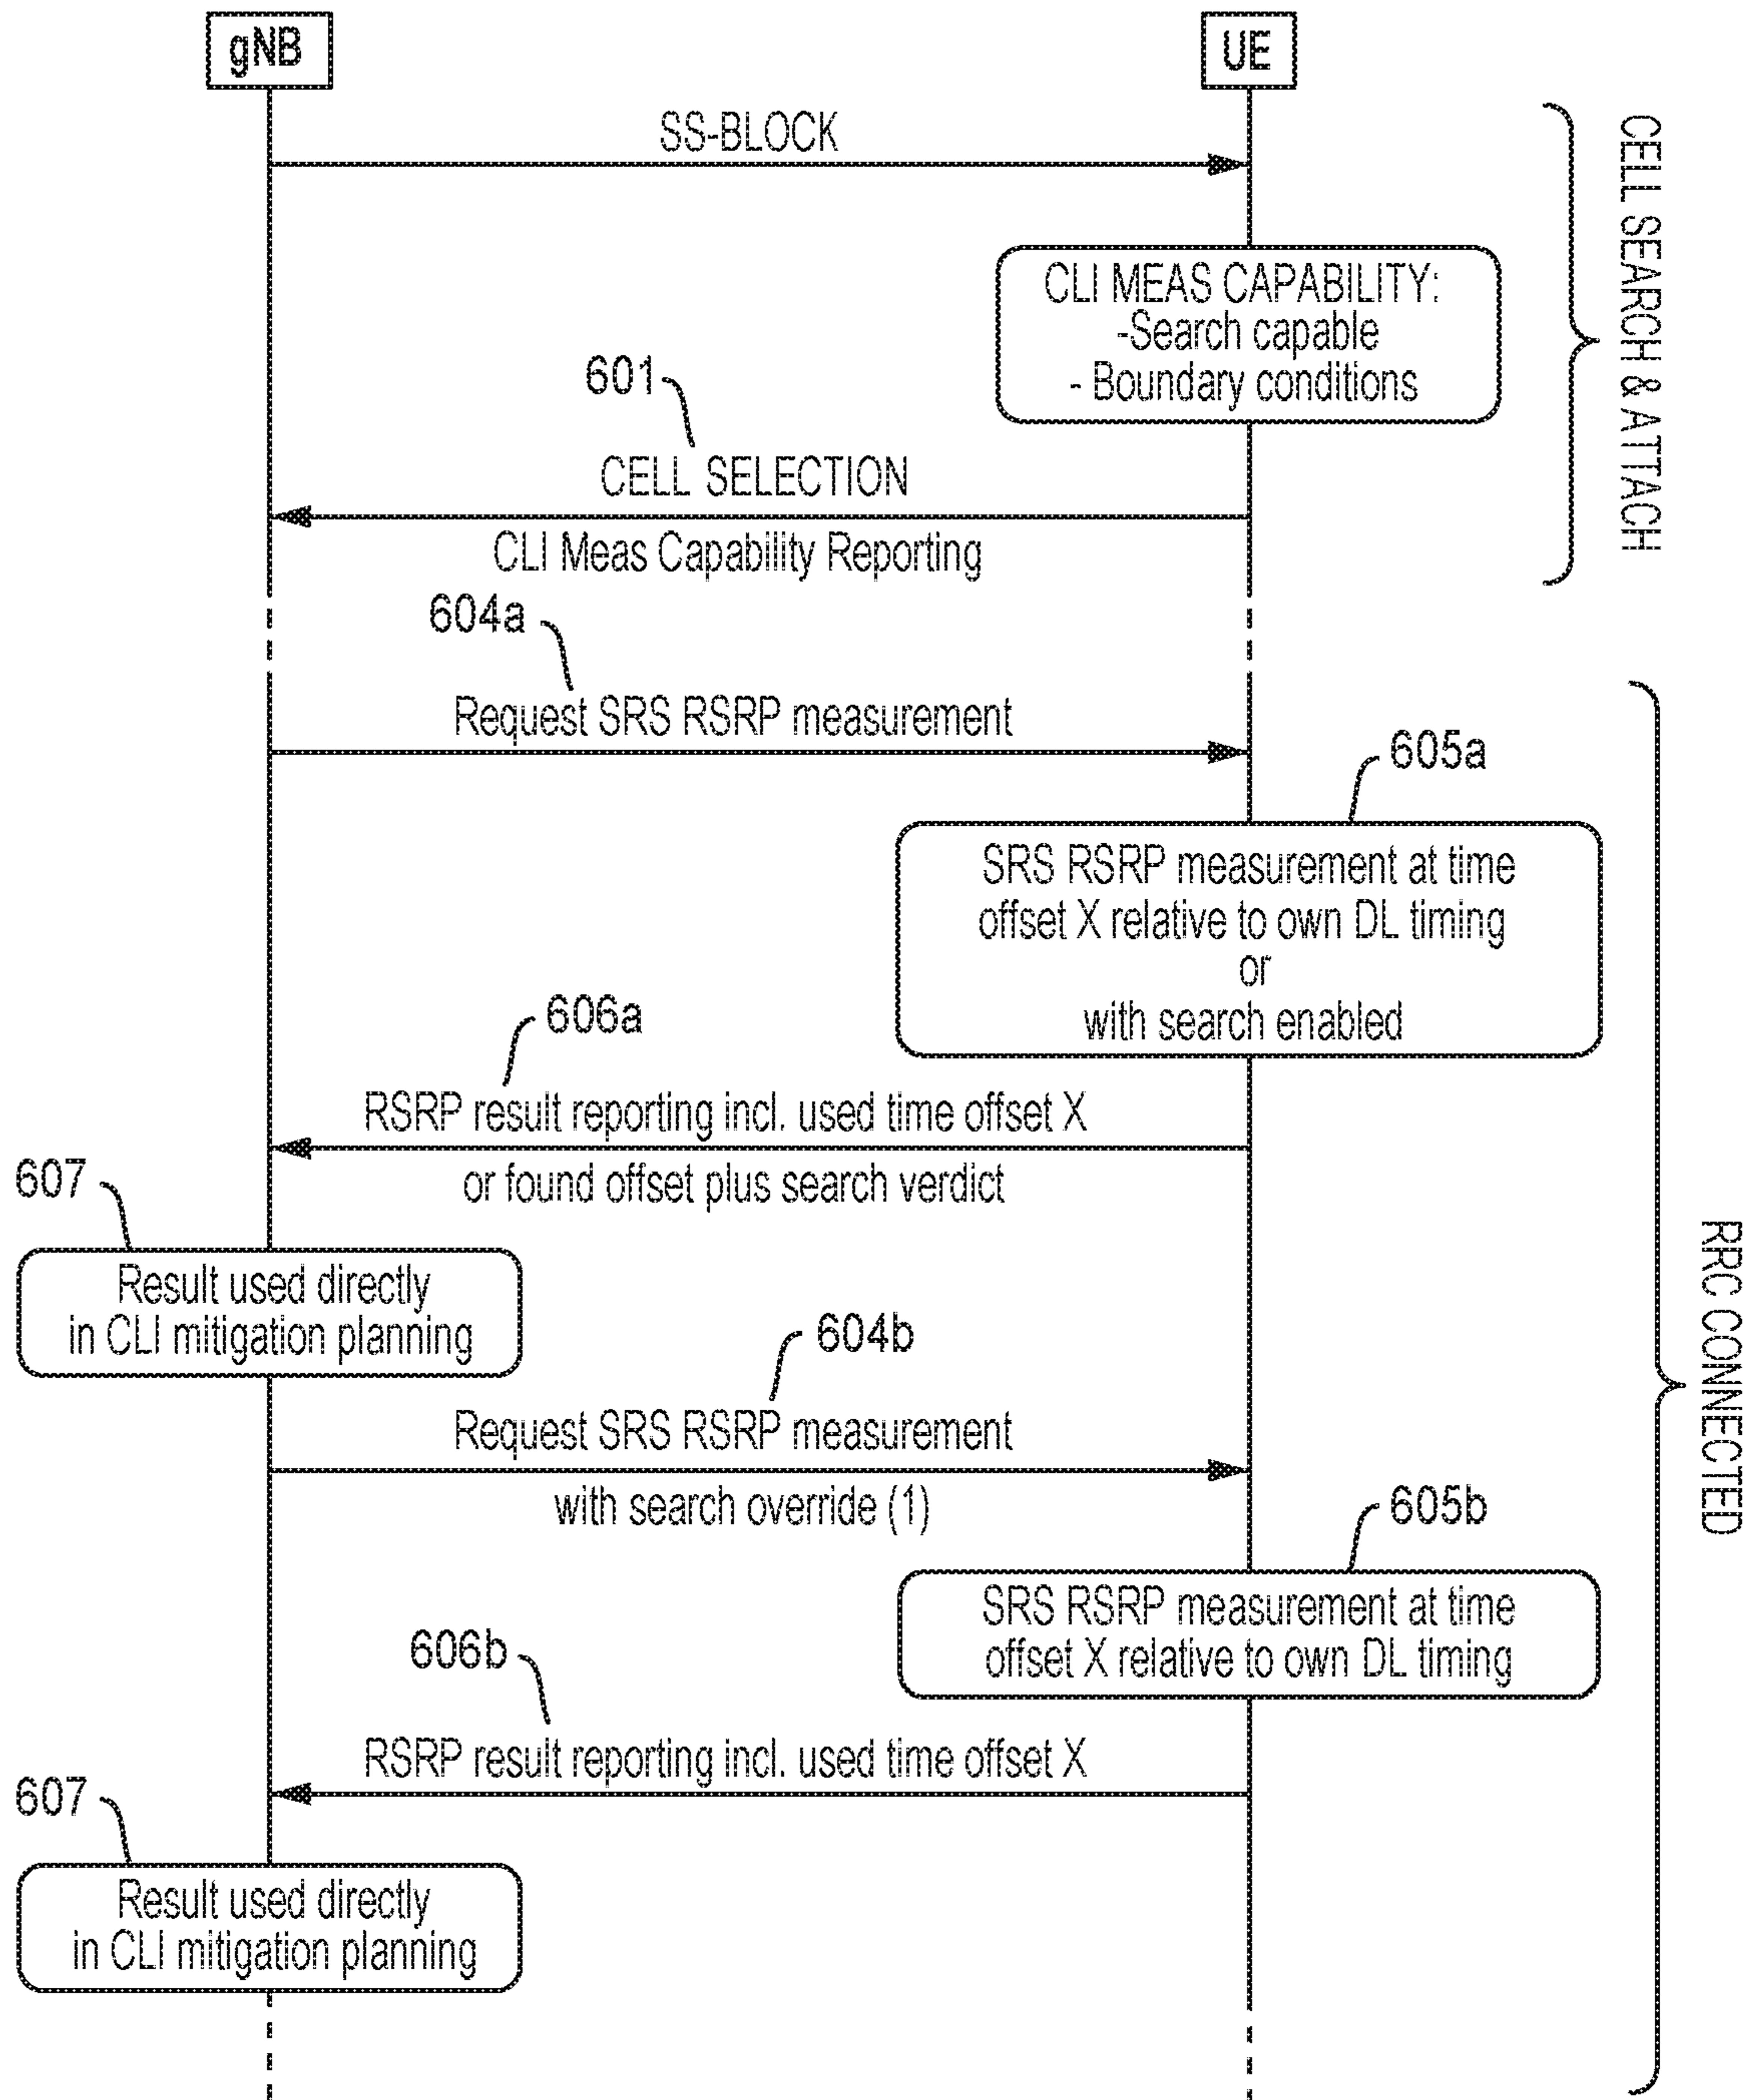 gNB
UE
SS-BLOCK
CLI MEAS CAPABILITY:
-Search capable
- Boundary conditions
CELL SEARCH & ATTACH
601
CELL SELECTION
CLI Meas Capability Reporting
604a
Request SRS RSRP measurement
605a
SRS RSRP measurement at time
offset X relative to own DL timing
or
with search enabled
606a
RSRP result reporting incl. used time offset X
or found offset plus search verdict
607
Result used directly
in CLI mitigation planning
RRC CONNECTED
604b
Request SRS RSRP measurement
with search override (1)
605b
SRS RSRP measurement at time
offset X relative to own DL timing
606b
RSRP result reporting incl. used time offset X
607
Result used directly
in CLI mitigation planning